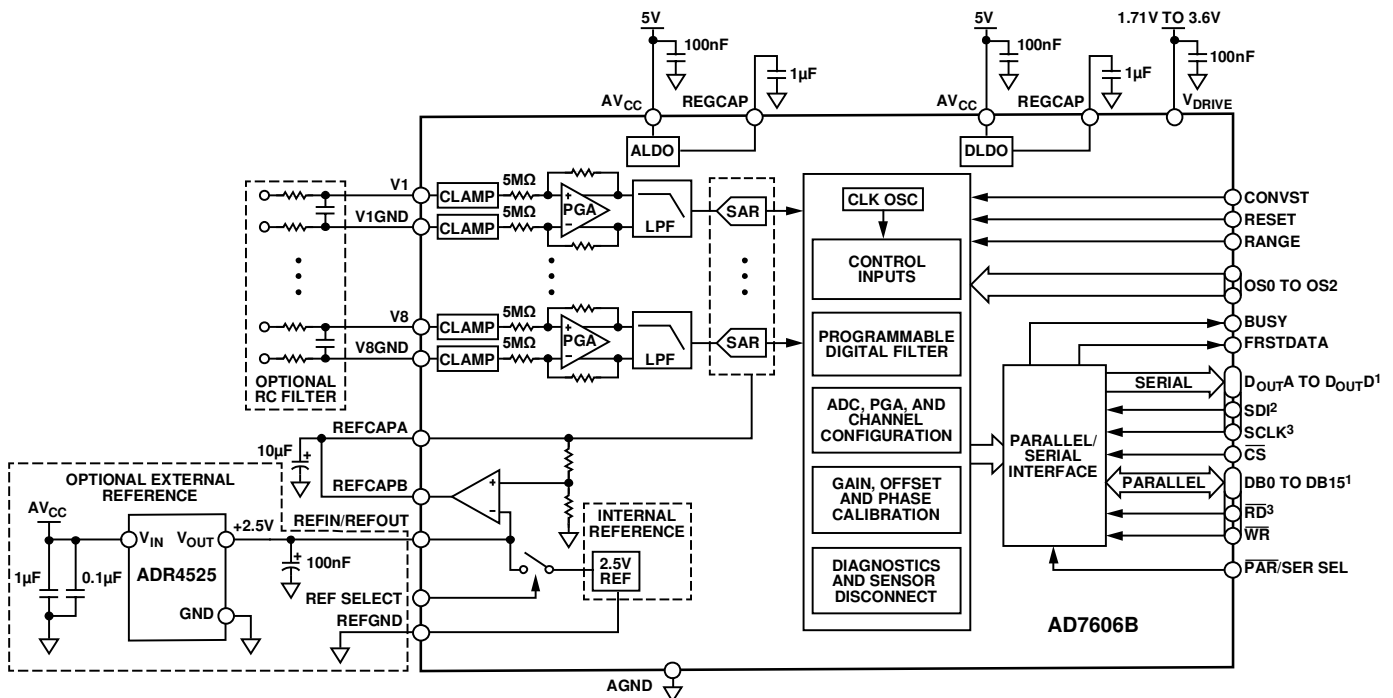 5V
100nF
1µF
AVCC
REGCAP
5V
100nF
1µF
AVCC
REGCAP
1.71V TO 3.6V
100nF
VDRIVE
ALDO
DLDO
V1
V1GND
CLAMP
CLAMP
5MΩ
5MΩ
+
PGA
−
LPF
SAR
V8
V8GND
CLAMP
CLAMP
5MΩ
5MΩ
+
PGA
−
LPF
SAR
OPTIONAL
RC FILTER
CLK OSC
CONTROL
INPUTS
PROGRAMMABLE
DIGITAL FILTER
ADC, PGA, AND
CHANNEL
CONFIGURATION
GAIN, OFFSET
AND PHASE
CALIBRATION
DIAGNOSTICS
AND SENSOR
DISCONNECT
PARALLEL/
SERIAL
INTERFACE
SERIAL
PARALLEL
CONVST
RESET
RANGE
OS0 TO OS2
BUSY
FRSTDATA
DOUTA TO DOUTD¹
SDI²
SCLK³
C̅S̅
DB0 TO DB15¹
R̅D̅³
W̅R̅
P̅A̅R̅/SER SEL
REFCAPA
10µF
+
REFCAPB
+
−
OPTIONAL EXTERNAL
REFERENCE
AVCC
VIN
VOUT
+2.5V
ADR4525
GND
1µF
0.1µF
REFIN/REFOUT
+
100nF
REF SELECT
REFGND
INTERNAL
REFERENCE
2.5V
REF
AD7606B
AGND